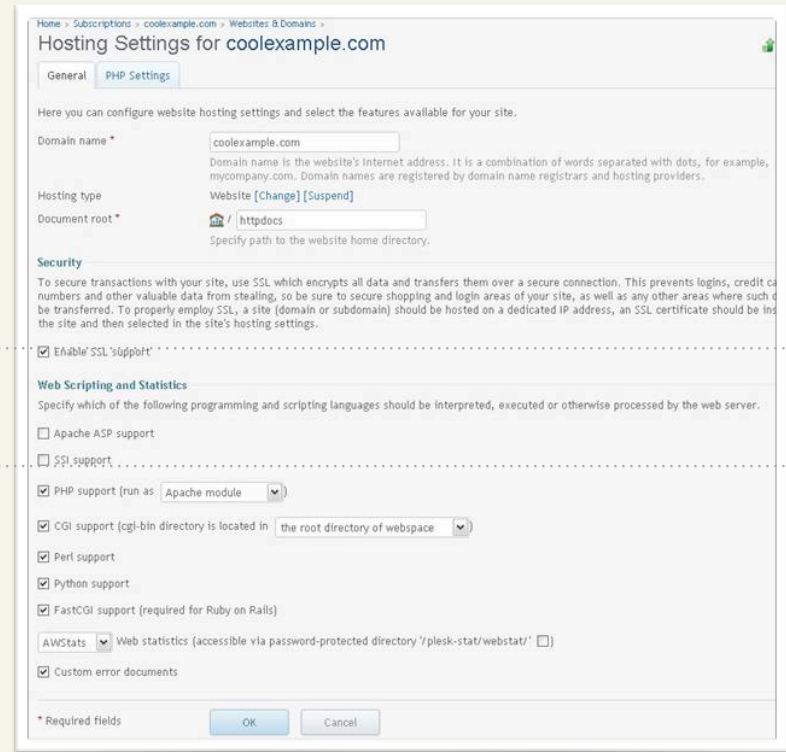 Home > Subscriptions > coolexample.com > Websites & Domains >
Hosting Settings for coolexample.com
General PHP Settings
Here you can configure website hosting settings and select the features available for your site.
Domain name * coolexample.com
Domain name is the website's Internet address. It is a combination of words separated with dots, for example,
mycompany.com. Domain names are registered by domain name registrars and hosting providers.
Hosting type Website [Change] [Suspend]
Document root * / httpdocs
Specify path to the website home directory.
Security
To secure transactions with your site, use SSL which encrypts all data and transfers them over a secure connection. This prevents logins, credit ca
numbers and other valuable data from stealing, so be sure to secure shopping and login areas of your site, as well as any other areas where such d
be transferred. To properly employ SSL, a site (domain or subdomain) should be hosted on a dedicated IP address, an SSL certificate should be ins
the site and then selected in the site's hosting settings.
Enable SSL support
Web Scripting and Statistics
Specify which of the following programming and scripting languages should be interpreted, executed or otherwise processed by the web server.
Apache ASP support
SSI support
PHP support (run as Apache module )
CGI support (cgi-bin directory is located in the root directory of webspace )
Perl support
Python support
FastCGI support (required for Ruby on Rails)
AWStats Web statistics (accessible via password-protected directory '/plesk-stat/webstat/' )
Custom error documents
* Required fields OK Cancel